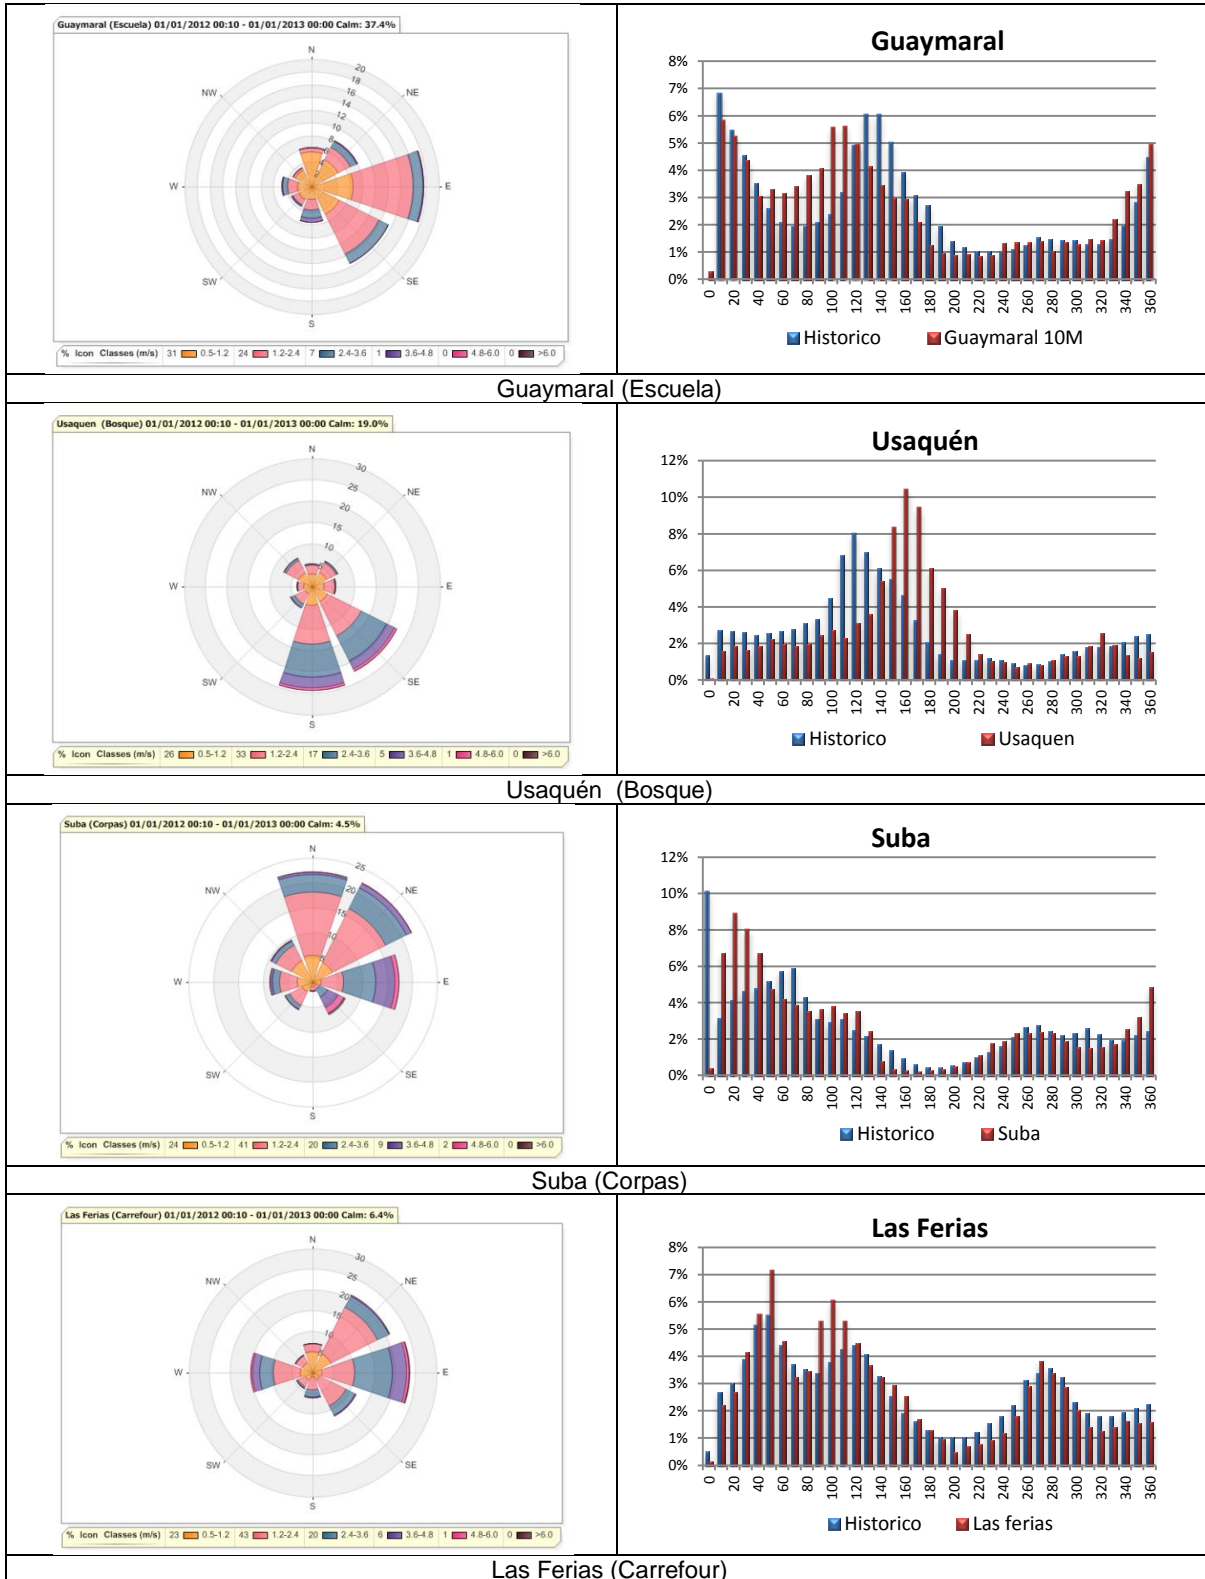 Guaymaral (Escuela) 01/01/2012 00:10 - 01/01/2013 00:00 Calm: 37.4%
N
NE
E
SE
S
SW
W
NW
20
18
16
14
12
10
8
6
4
2
% Icon Classes (m/s) 31 0.5-1.2 24 1.2-2.4 7 2.4-3.6 1 3.6-4.8 0 4.8-6.0 0 >6.0
Guaymaral
8%
7%
6%
5%
4%
3%
2%
1%
0%
0 20 40 60 80 100 120 140 160 180 200 220 240 260 280 300 320 340 360
Historico Guaymaral 10M
Guaymaral (Escuela)
Usaquen (Bosque) 01/01/2012 00:10 - 01/01/2013 00:00 Calm: 19.0%
N
NE
E
SE
S
SW
W
NW
30
25
20
15
10
5
% Icon Classes (m/s) 26 0.5-1.2 33 1.2-2.4 17 2.4-3.6 5 3.6-4.8 1 4.8-6.0 0 >6.0
Usaquén
12%
10%
8%
6%
4%
2%
0%
0 20 40 60 80 100 120 140 160 180 200 220 240 260 280 300 320 340 360
Historico Usaquen
Usaquén (Bosque)
Suba (Corpas) 01/01/2012 00:10 - 01/01/2013 00:00 Calm: 4.5%
N
NE
E
SE
S
SW
W
NW
25
20
15
10
5
% Icon Classes (m/s) 24 0.5-1.2 41 1.2-2.4 20 2.4-3.6 9 3.6-4.8 2 4.8-6.0 0 >6.0
Suba
12%
10%
8%
6%
4%
2%
0%
0 20 40 60 80 100 120 140 160 180 200 220 240 260 280 300 320 340 360
Historico Suba
Suba (Corpas)
Las Ferias (Carrefour) 01/01/2012 00:10 - 01/01/2013 00:00 Calm: 6.4%
N
NE
E
SE
S
SW
W
NW
30
25
20
15
10
5
% Icon Classes (m/s) 23 0.5-1.2 43 1.2-2.4 20 2.4-3.6 6 3.6-4.8 1 4.8-6.0 0 >6.0
Las Ferias
8%
7%
6%
5%
4%
3%
2%
1%
0%
0 20 40 60 80 100 120 140 160 180 200 220 240 260 280 300 320 340 360
Historico Las ferias
Las Ferias (Carrefour)